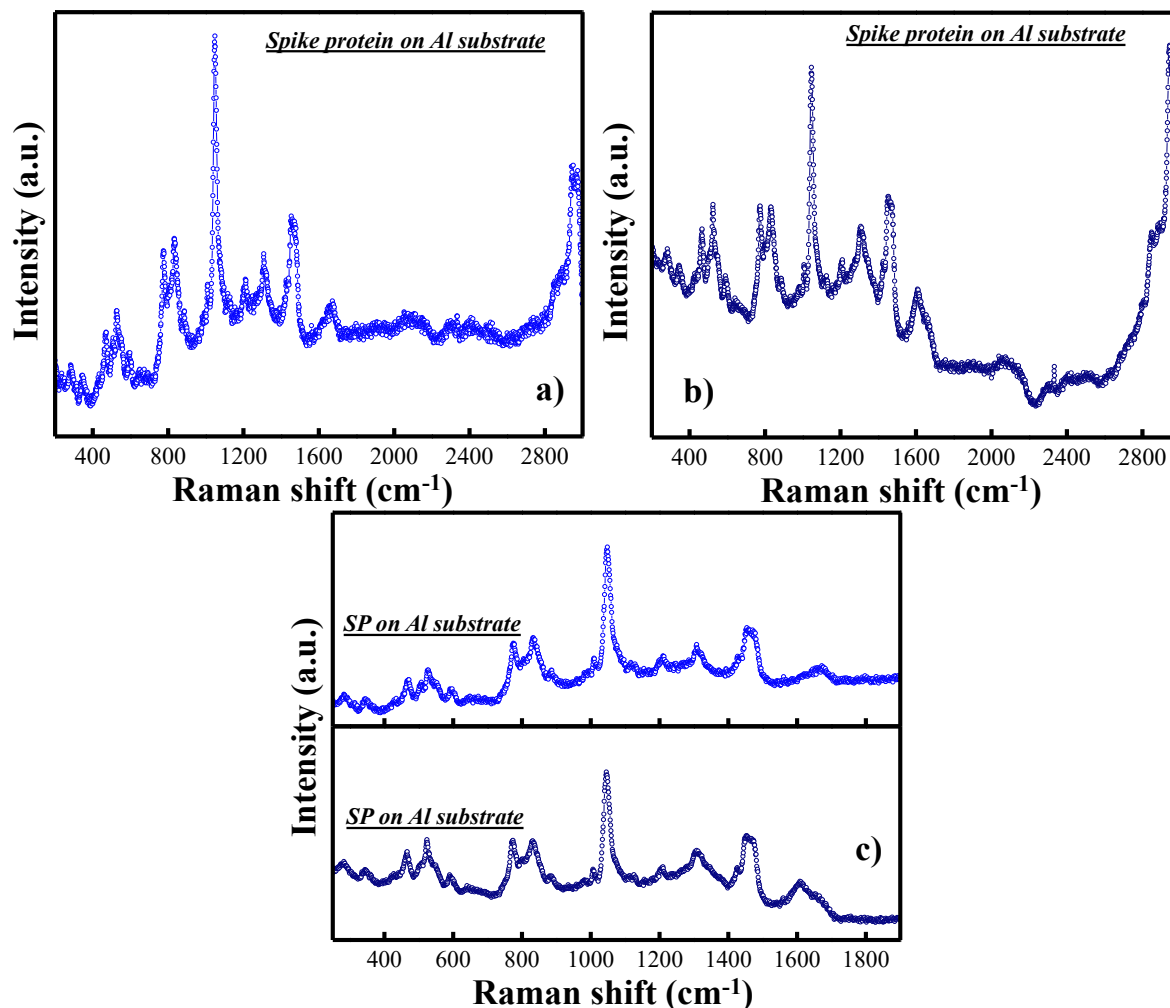 Spike protein on Al substrate
Intensity (a.u.)
a)
400 800 1200 1600 2000 2400 2800
Raman shift (cm⁻¹)
Spike protein on Al substrate
Intensity (a.u.)
b)
400 800 1200 1600 2000 2400 2800
Raman shift (cm⁻¹)
SP on Al substrate
Intensity (a.u.)
SP on Al substrate
c)
400 600 800 1000 1200 1400 1600 1800
Raman shift (cm⁻¹)